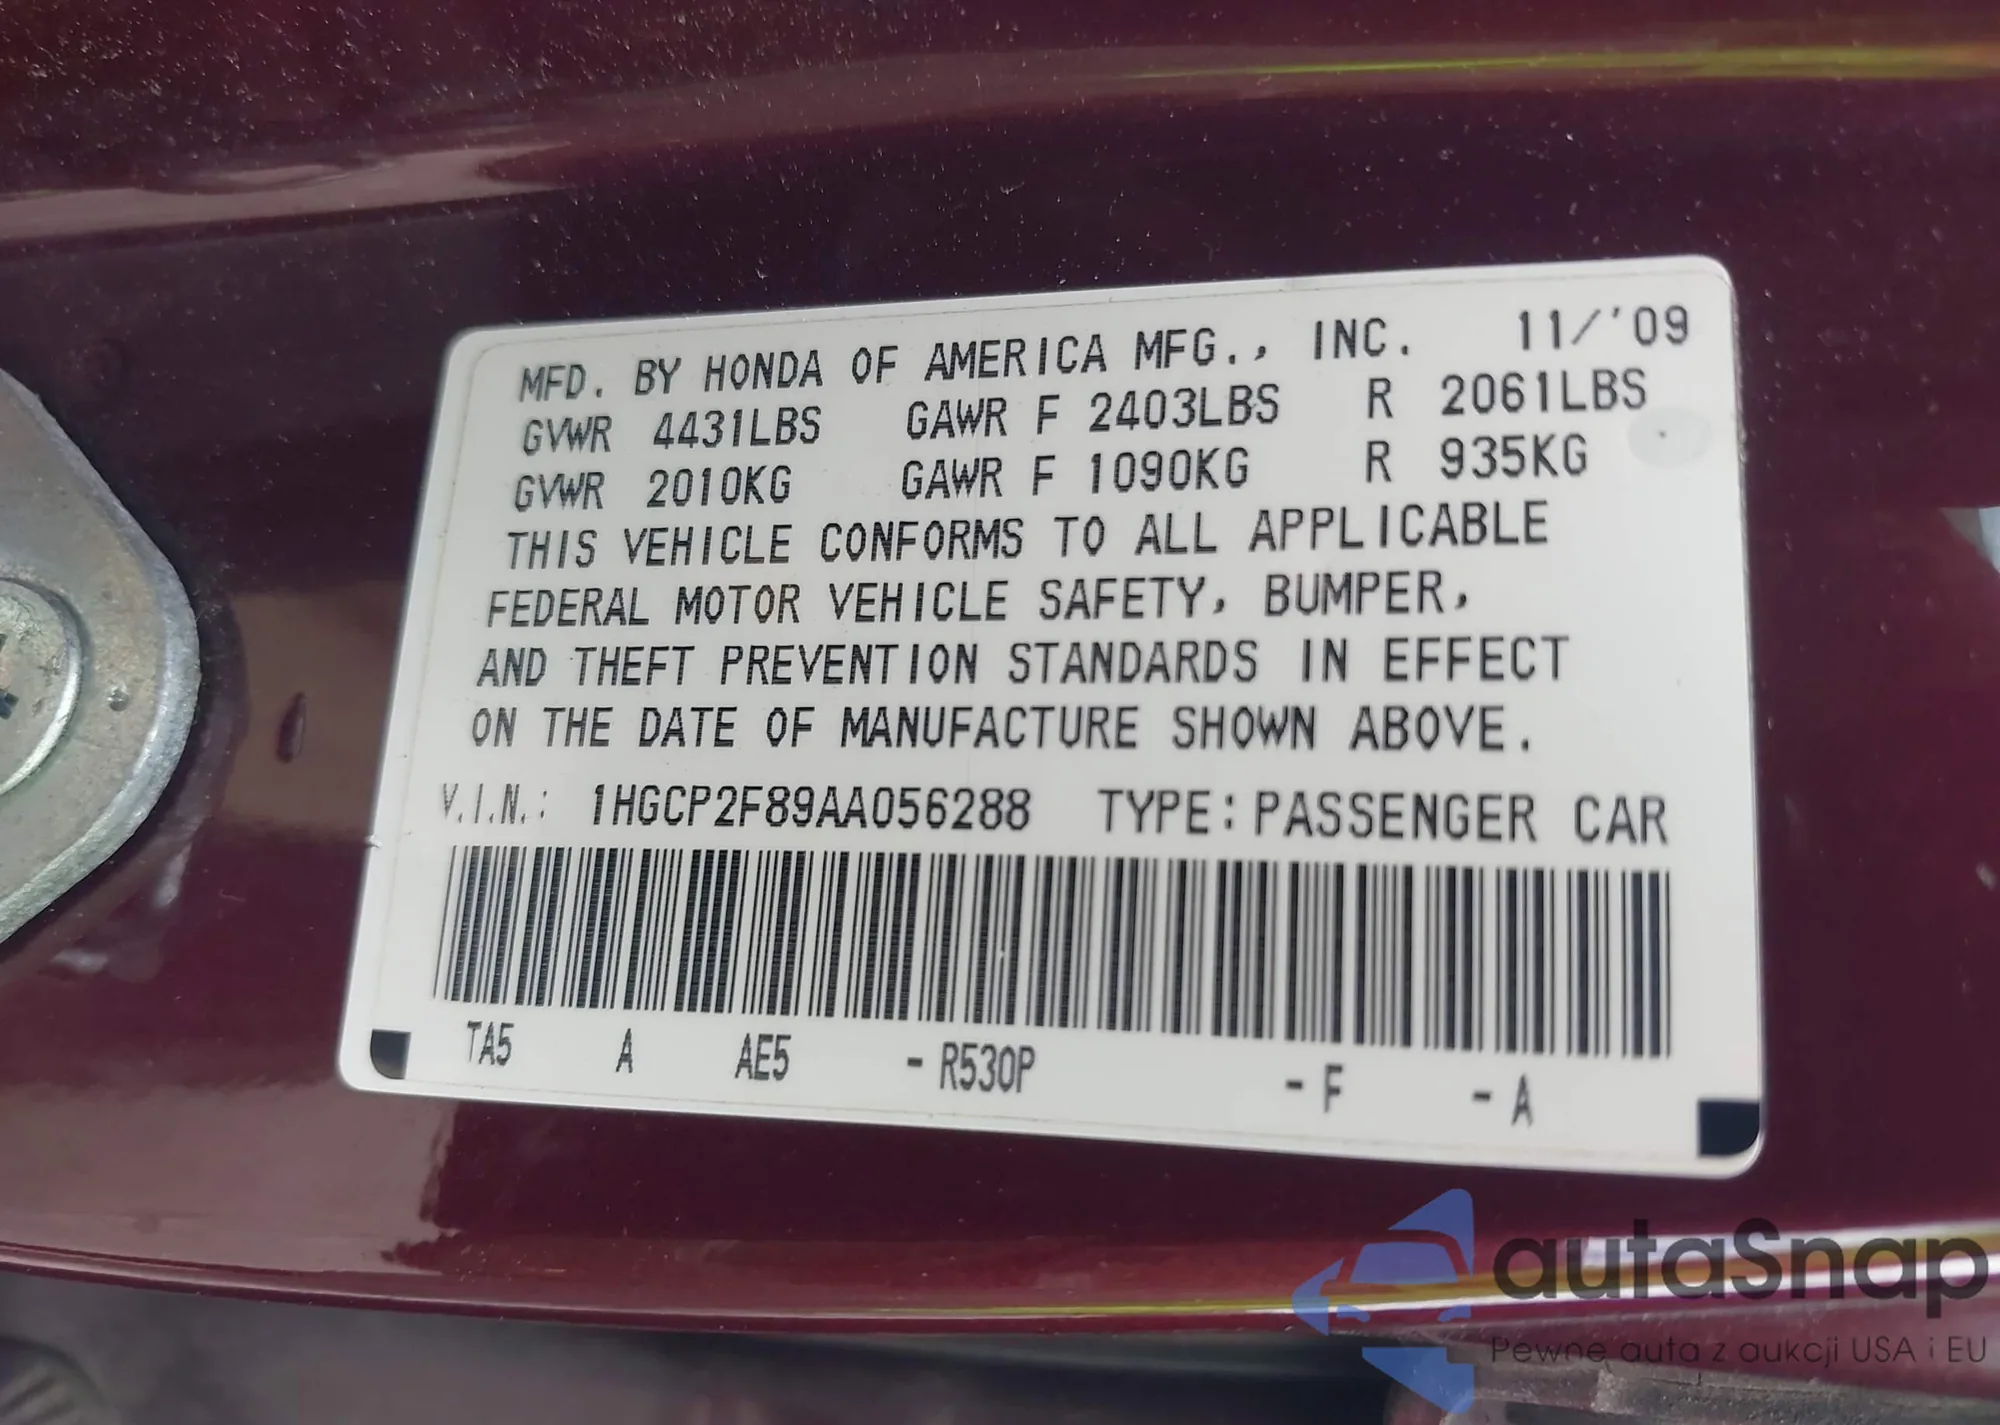 MFD. BY HONDA OF AMERICA MFG., INC. 11/'09
GVWR 4431LBS GAWR F 2403LBS R 2061LBS
GVWR 2010KG GAWR F 1090KG R 935KG
THIS VEHICLE CONFORMS TO ALL APPLICABLE
FEDERAL MOTOR VEHICLE SAFETY, BUMPER,
AND THEFT PREVENTION STANDARDS IN EFFECT
ON THE DATE OF MANUFACTURE SHOWN ABOVE.
V.I.N.: 1HGCP2F89AA056288 TYPE:PASSENGER CAR
TA5 A AE5 - R530P - F - A
autaSnap
Pewne auta z aukcji USA i EU